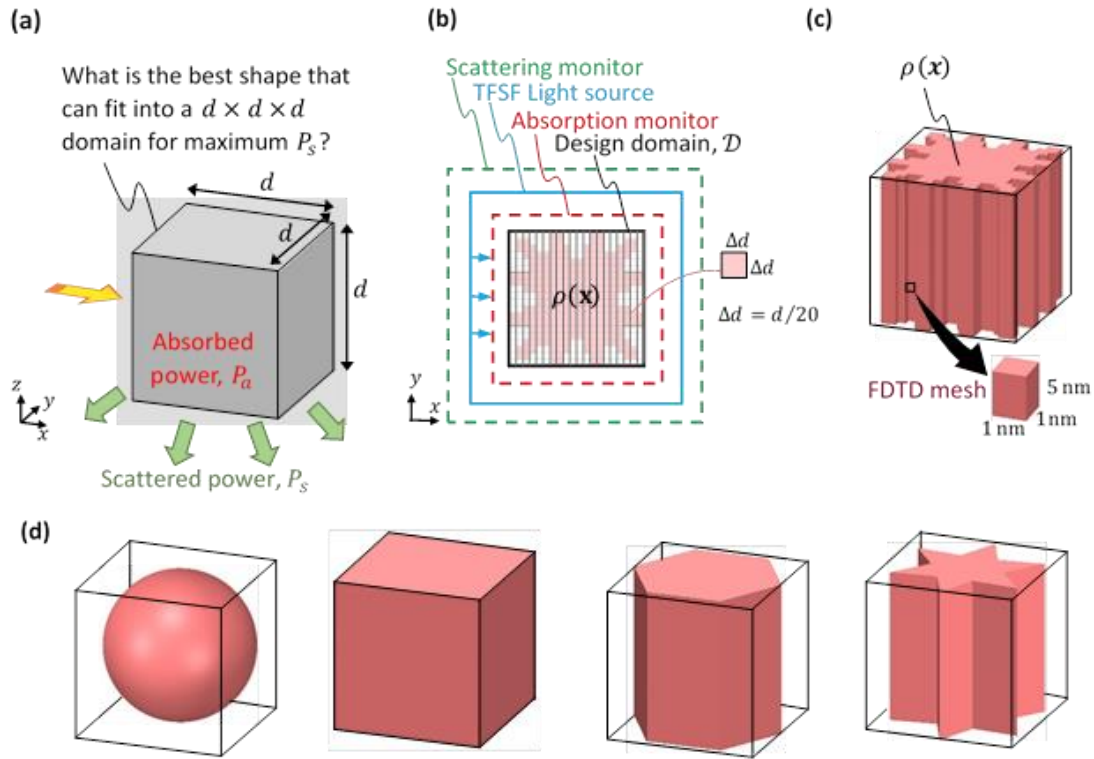 (a)
What is the best shape that
can fit into a d × d × d
domain for maximum Pₛ?
d
d
d
Absorbed
power, Pₐ
z
y
x
Scattered power, Pₛ
(b)
Scattering monitor
TFSF Light source
Absorption monitor
Design domain, 𝒟
ρ(x)
Δd
Δd
Δd = d/20
y
x
(c)
ρ(x)
FDTD mesh
5 nm
1nm
1 nm
(d)